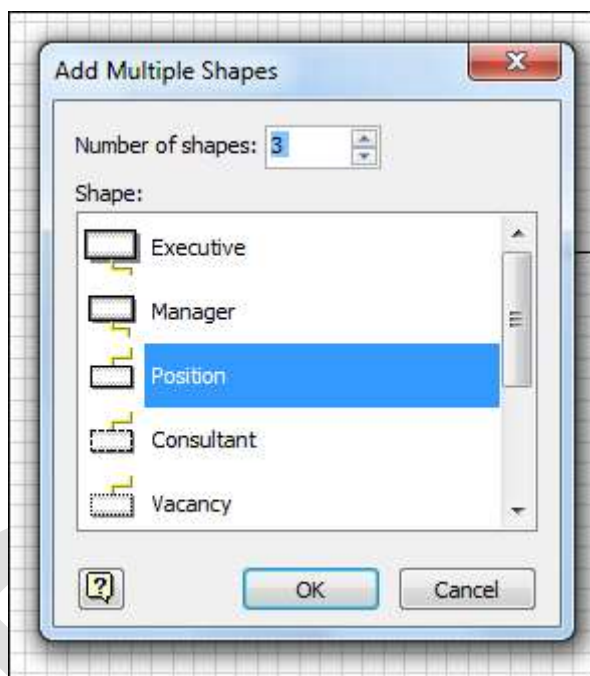 Add Multiple Shapes
Number of shapes: 3
Shape:
Executive
Manager
Position
Consultant
Vacancy
OK Cancel